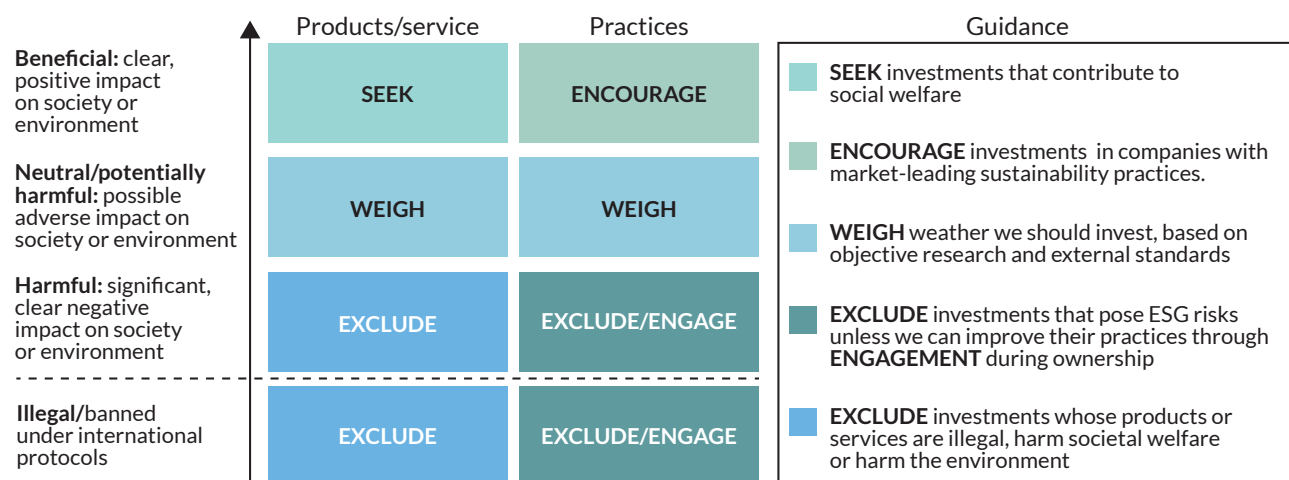 Products/service
Practices
Guidance
Beneficial: clear,
positive impact
on society or
environment
SEEK
ENCOURAGE
Neutral/potentially
harmful: possible
adverse impact on
society or environment
WEIGH
WEIGH
Harmful: significant,
clear negative
impact on society
or environment
EXCLUDE
EXCLUDE/ENGAGE
Illegal/banned
under international
protocols
EXCLUDE
EXCLUDE/ENGAGE
SEEK investments that contribute to
social welfare
ENCOURAGE investments in companies with
market-leading sustainability practices.
WEIGH weather we should invest, based on
objective research and external standards
EXCLUDE investments that pose ESG risks
unless we can improve their practices through
ENGAGEMENT during ownership
EXCLUDE investments whose products or
services are illegal, harm societal welfare
or harm the environment